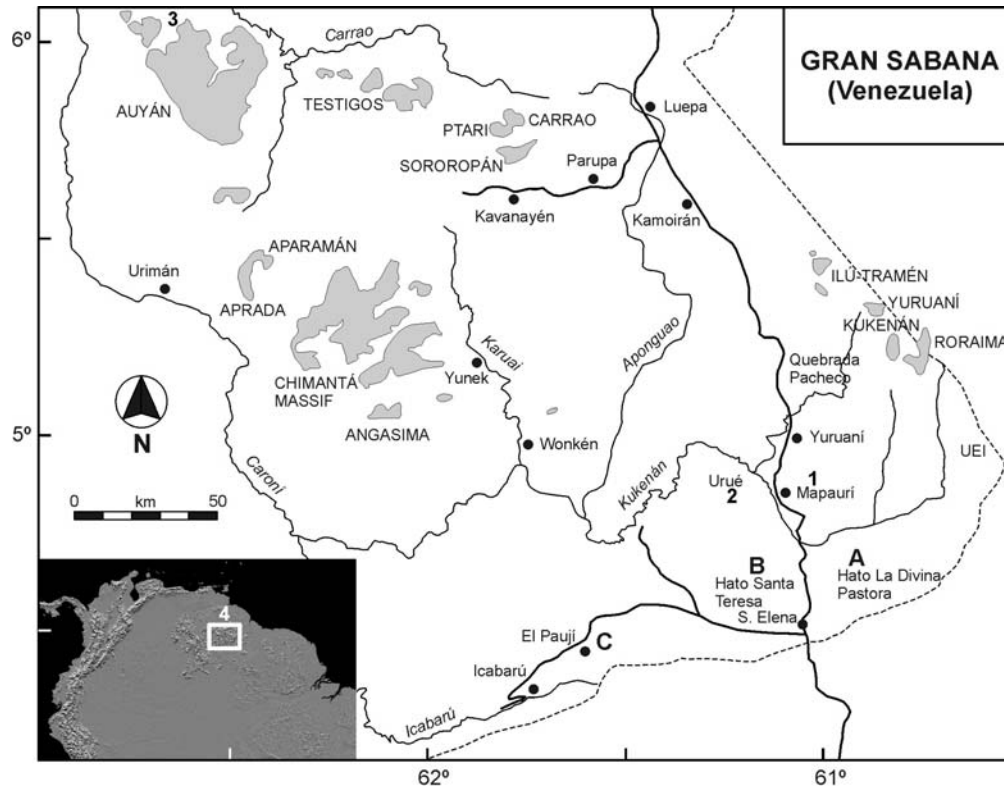 GRAN SABANA
(Venezuela)
6º
3
Carrao
AUYÁN
TESTIGOS
Luepa
CARRAO
PTARI
SOROROPÁN
Parupa
Kavanayén
Kamoirán
APARAMÁN
Urimán
APRADA
ILÚ-TRAMÉN
YURUANÍ
KUKENÁN
RORAIMA
Karuai
Aponguao
Quebrada
Pacheco
Yunek
CHIMANTÁ
MASSIF
ANGASIMA
5º
N
Wonkén
Yuruaní
UEI
Caroní
Kukenán
Urué
2
1
Mapaurí
0 km 50
B
A
Hato Santa
Teresa
Hato La Divina
Pastora
S. Elena
4
El Paují
C
Icabarú
Icabarú
62º
61º